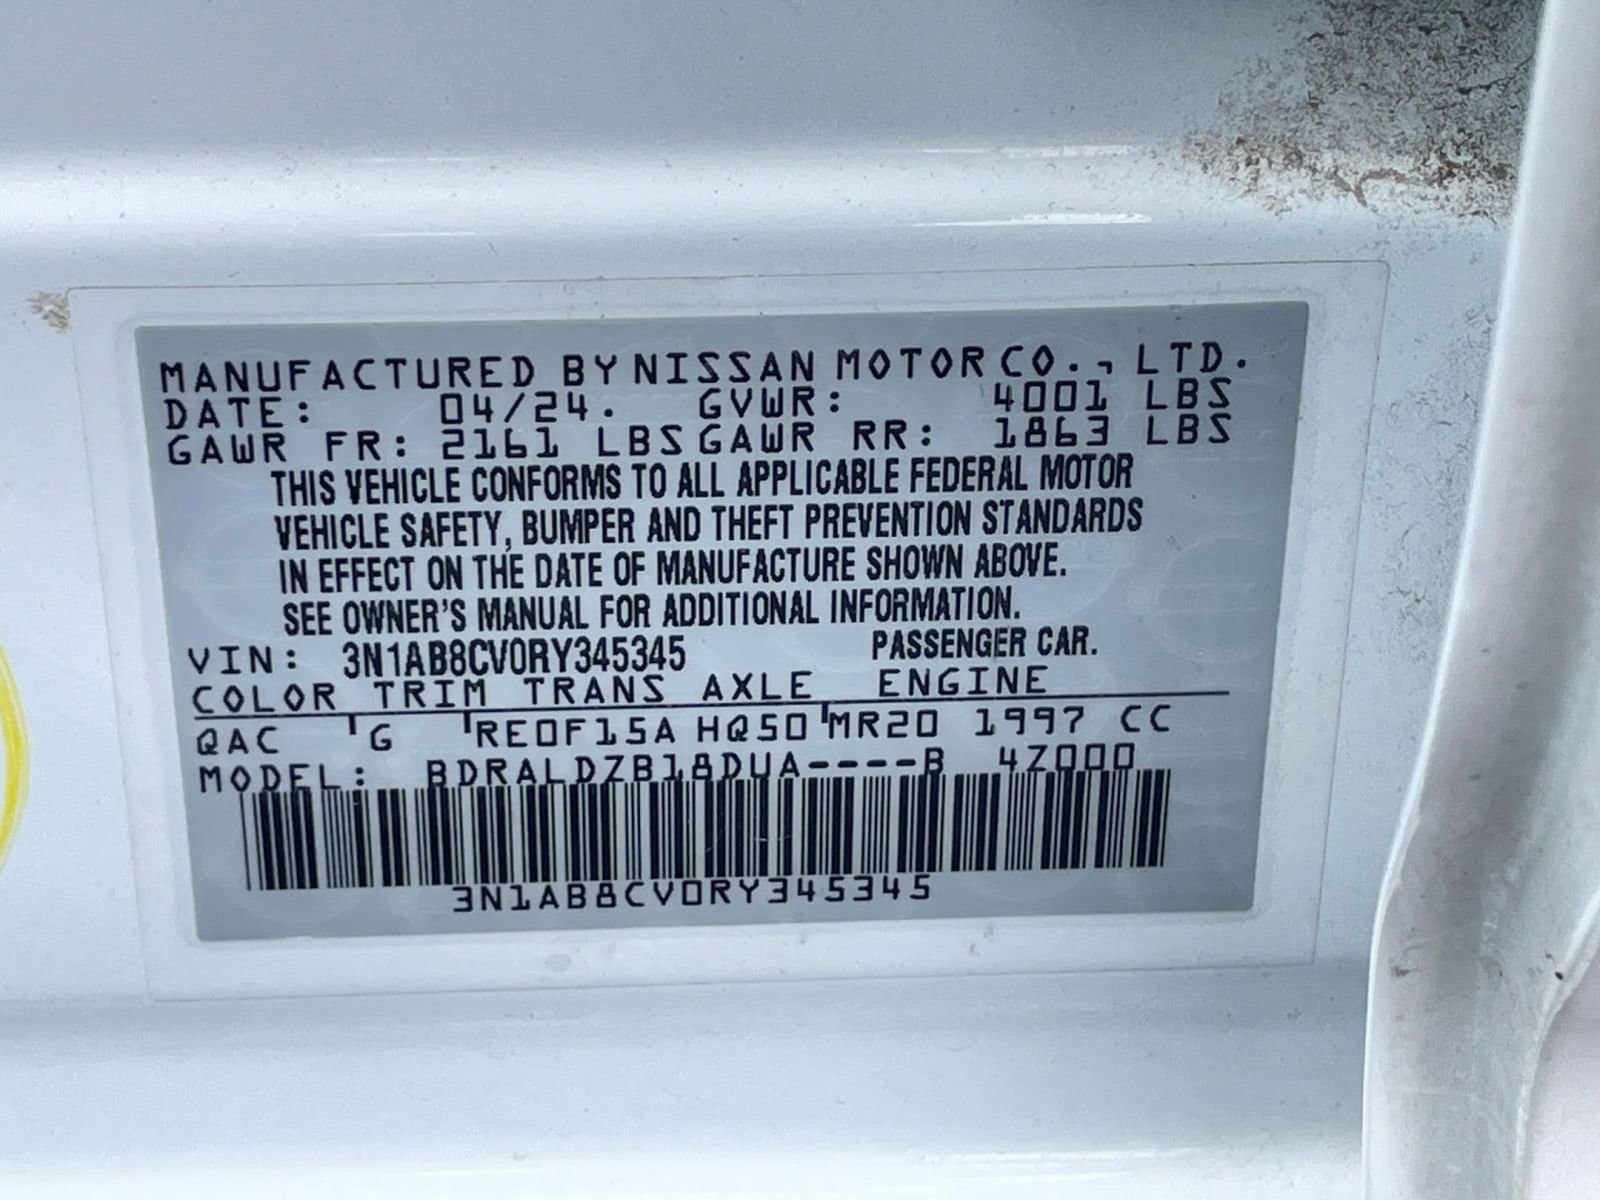 MANUFACTURED BY NISSAN MOTOR CO., LTD.
DATE: 04/24. GVWR: 4001 LBS
GAWR FR: 2161 LBS GAWR RR: 1863 LBS
THIS VEHICLE CONFORMS TO ALL APPLICABLE FEDERAL MOTOR
VEHICLE SAFETY, BUMPER AND THEFT PREVENTION STANDARDS
IN EFFECT ON THE DATE OF MANUFACTURE SHOWN ABOVE.
SEE OWNER'S MANUAL FOR ADDITIONAL INFORMATION.
VIN: 3N1AB8CV0RY345345 PASSENGER CAR.
COLOR TRIM TRANS AXLE ENGINE
QAC G RE0F15A HQ50 MR20 1997 CC
MODEL: BDRALDZB18DUA----B 4Z000
3N1AB8CV0RY345345